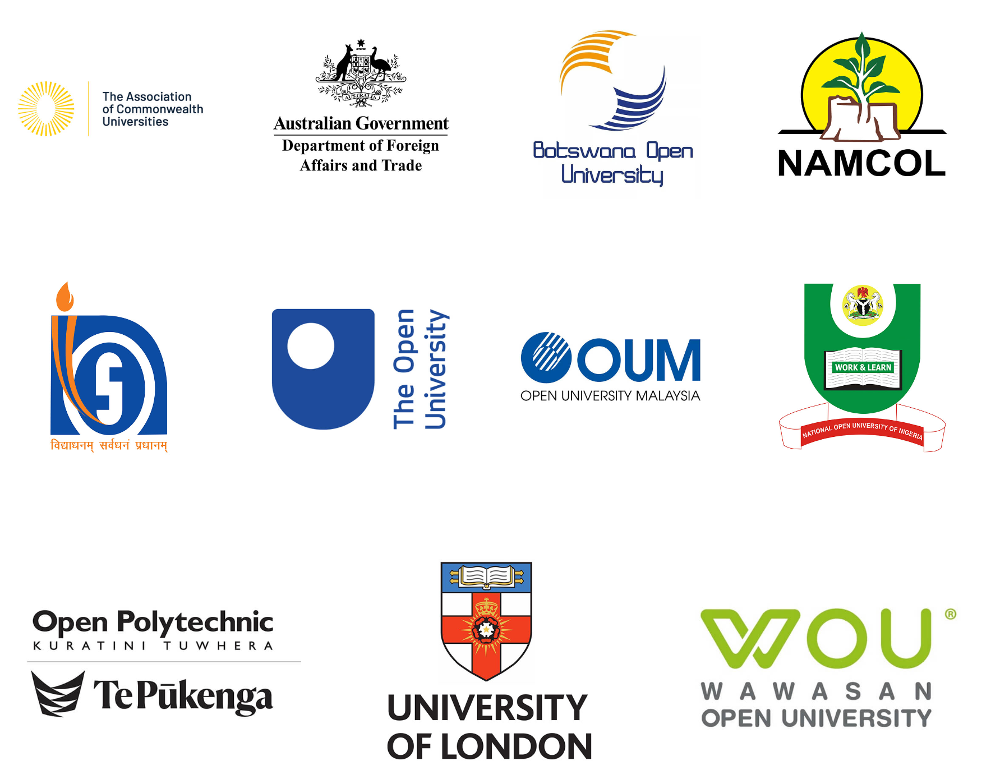 The Association
of Commonwealth
Universities
AUSTRALIA
Australian Government
Department of Foreign
Affairs and Trade
Botswana Open
University
NAMCOL
विद्याधनम् सर्वधनं प्रधानम्
The Open
University
OUM
OPEN UNIVERSITY MALAYSIA
WORK & LEARN
NATIONAL OPEN UNIVERSITY OF NIGERIA
Open Polytechnic
KURATINI TUWHERA
Te Pūkenga
UNIVERSITY
OF LONDON
WOU ®
WAWASAN
OPEN UNIVERSITY